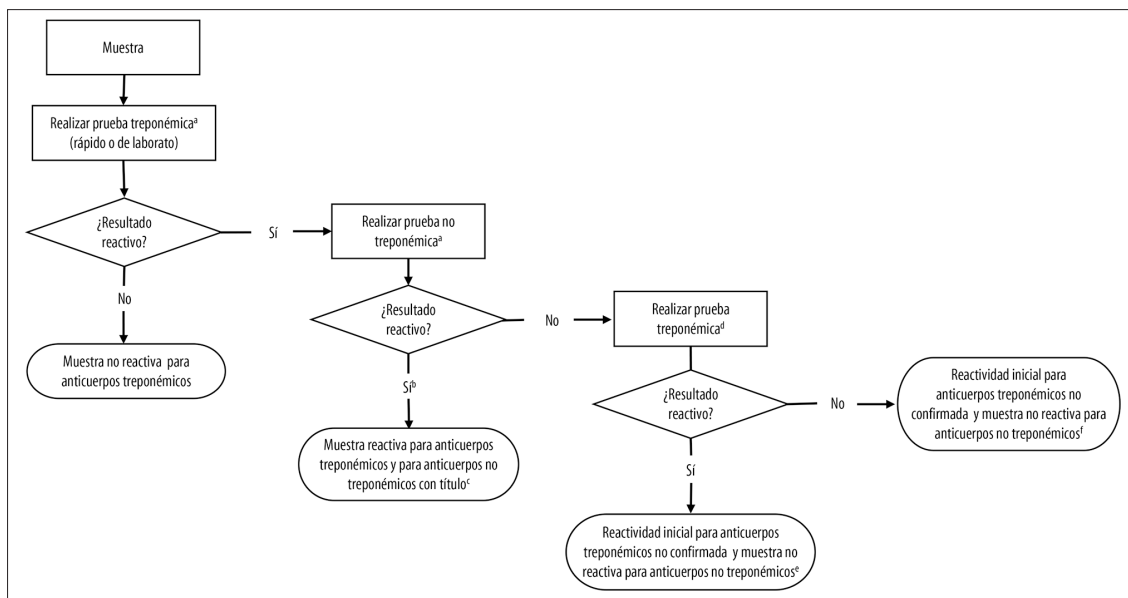 Muestra
Realizar prueba treponémicaᵃ
(rápido o de laborato)
¿Resultado
reactivo?
Sí
No
Muestra no reactiva para
anticuerpos treponémicos
Realizar prueba no
treponémicaᵃ
¿Resultado
reactivo?
No
Síᵇ
Muestra reactiva para anticuerpos
treponémicos y para anticuerpos no
treponémicos con títuloᶜ
Realizar prueba
treponémicaᵈ
¿Resultado
reactivo?
No
Sí
Reactividad inicial para
anticuerpos treponémicos no
confirmada y muestra no reactiva para
anticuerpos no treponémicosᶠ
Reactividad inicial para anticuerpos
treponémicos no confirmada y muestra no
reactiva para anticuerpos no treponémicosᵉ